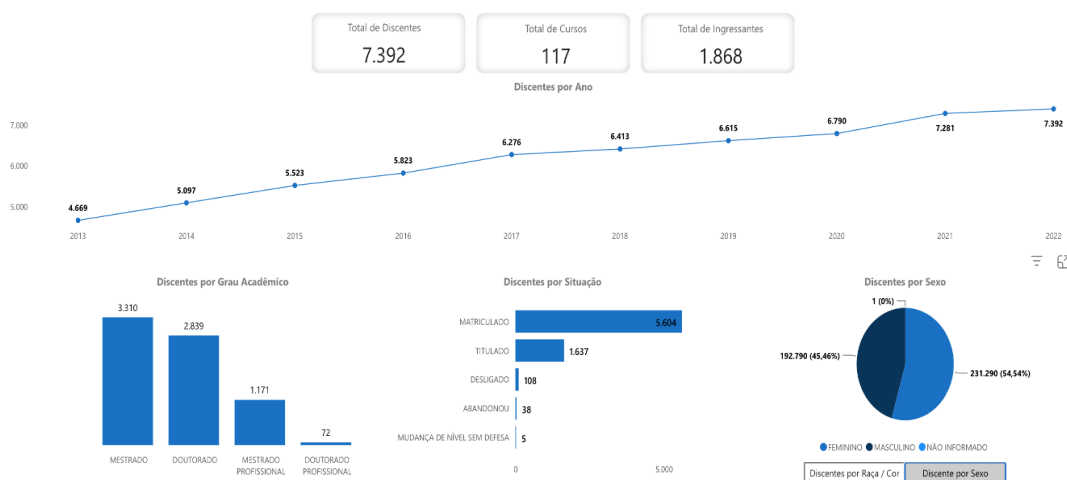 Total de Discentes
7.392
Total de Cursos
117
Total de Ingressantes
1.868
Discentes por Ano
7.000
6.000
5.000
4.669
5.097
5.523
5.823
6.276
6.413
6.615
6.790
7.281
7.392
2013
2014
2015
2016
2017
2018
2019
2020
2021
2022
Discentes por Grau Acadêmico
3.310
2.839
1.171
72
MESTRADO
DOUTORADO
MESTRADO
PROFISSIONAL
DOUTORADO
PROFISSIONAL
Discentes por Situação
MATRICULADO
5.604
TITULADO
1.637
DESLIGADO
108
ABANDONOU
38
MUDANÇA DE NÍVEL SEM DEFESA
5
0
5.000
Discentes por Sexo
1 (0%)
192.790 (45,46%)
231.290 (54,54%)
FEMININO
MASCULINO
NÃO INFORMADO
Discentes por Raça / Cor
Discente por Sexo